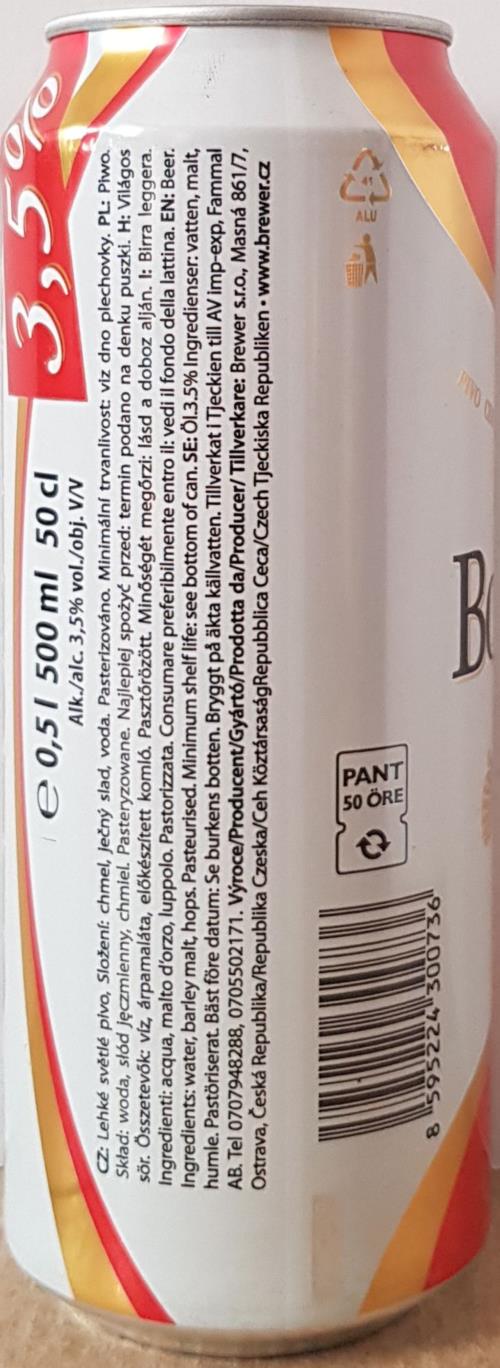 3,5%
℮ 0,5 l 500 ml 50 cl
Alk./alc. 3,5% vol./obj. V/V
CZ: Lehké světlé pivo, Složení: chmel, ječný slad, voda. Pasterizováno. Minimální trvanlivost: viz dno plechovky. PL: Piwo.
Skład: woda, slód jęczmienny, chmiel. Pasteryzowane. Najlepiej spożyć przed: termin podano na denku puszki. H: Világos
sör. Összetevők: víz, árpamaláta, előkészített komló. Pasztőrözött. Minőségét megőrzi: lásd a doboz alján. I: Birra leggera.
Ingredienti: acqua, malto d'orzo, luppolo. Pastorizzata. Consumare preferibilmente entro il: vedi il fondo della lattina. EN: Beer.
Ingredients: water, barley malt, hops. Pasteurised. Minimum shelf life: see bottom of can. SE: Öl.3.5% Ingredienser: vatten, malt,
humle. Pastöriserat. Bäst före datum: Se burkens botten. Bryggt på äkta källvatten. Tillverkat i Tjeckien till AV imp-exp, Fammal
AB. Tel 0707948288, 0705502171. Výroce/Producent/Gyártó/Prodotta da/Producer/ Tillverkare: Brewer s.r.o., Masná 861/7,
Ostrava, Česká Republika/Republika Czeska/Ceh KöztársaságRepubblica Ceca/Czech Tjeckiska Republiken • www.brewer.cz
41
ALU
PANT
50 ÖRE
8 595224 300736
PIVO
B